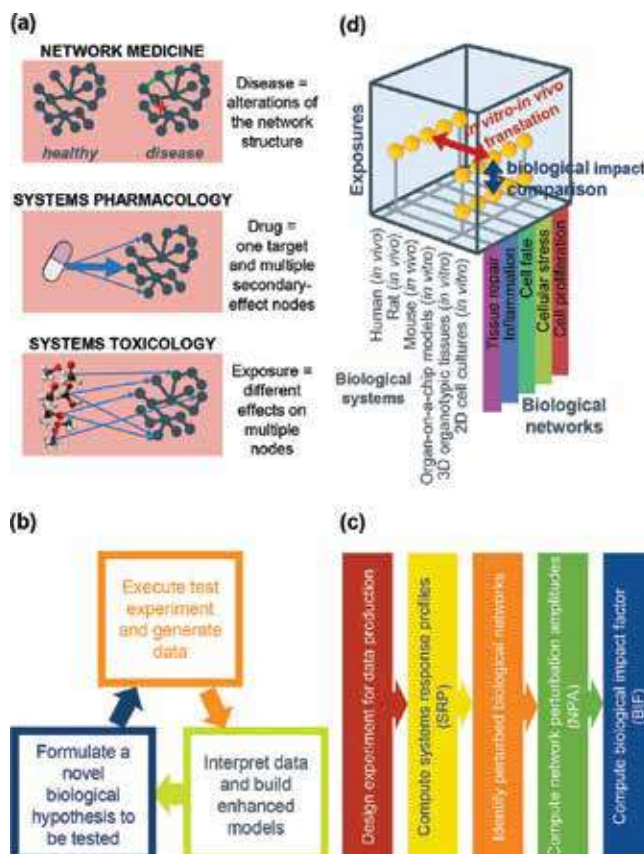 (a)
NETWORK MEDICINE
healthy
disease
Disease =
alterations of
the network
structure
SYSTEMS PHARMACOLOGY
Drug =
one target
and multiple
secondary-
effect nodes
SYSTEMS TOXICOLOGY
Exposure =
different
effects on
multiple
nodes
(d)
Exposures
in vitro-in vivo
translation
biological impact
comparison
Human (in vivo)
Rat (in vivo)
Mouse (in vivo)
Organ-on-a-chip models (in vitro)
3D organotypic tissues (in vitro)
2D cell cultures (in vitro)
Biological
systems
Tissue repair
Inflammation
Cell fate
Cellular stress
Cell proliferation
Biological
networks
(b)
Execute test
experiment
and generate
data
Formulate a
novel
biological
hypothesis to
be tested
Interpret data
and build
enhanced
models
(c)
Design experiment for data production
Compute systems response profiles
(SRP)
Identify perturbed biological networks
Compute network perturbation amplitudes
(NPA)
Compute biological impact factor
(BIF)